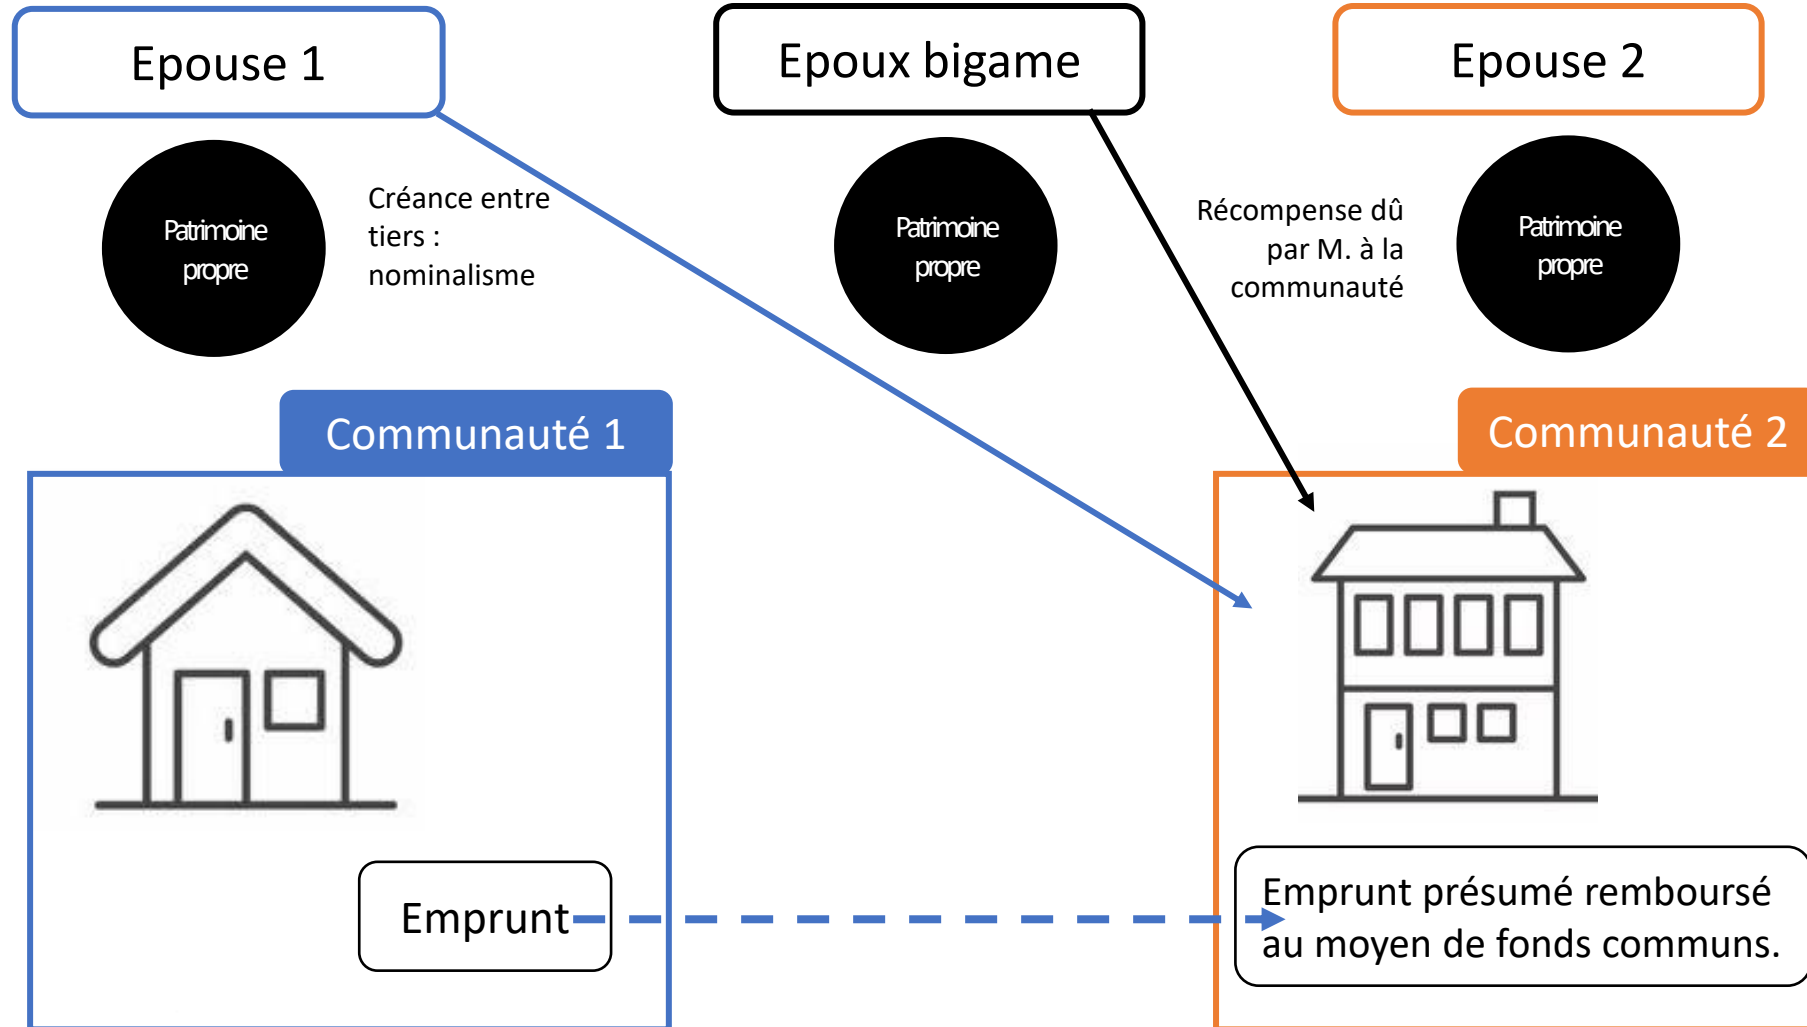 Epouse 1
Epoux bigame
Epouse 2
Patrimoine
propre
Créance entre
tiers :
nominalisme
Patrimoine
propre
Récompense dû
par M. à la
communauté
Patrimoine
propre
Communauté 1
Communauté 2
Emprunt
Emprunt présumé remboursé
au moyen de fonds communs.